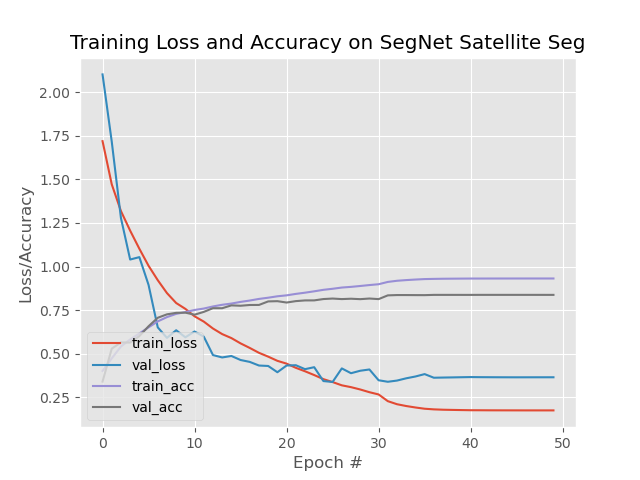 Training Loss and Accuracy on SegNet Satellite Seg
2.00
1.75
1.50
1.25
1.00
0.75
0.50
0.25
Loss/Accuracy
train_loss
val_loss
train_acc
val_acc
0 10 20 30 40 50
Epoch #